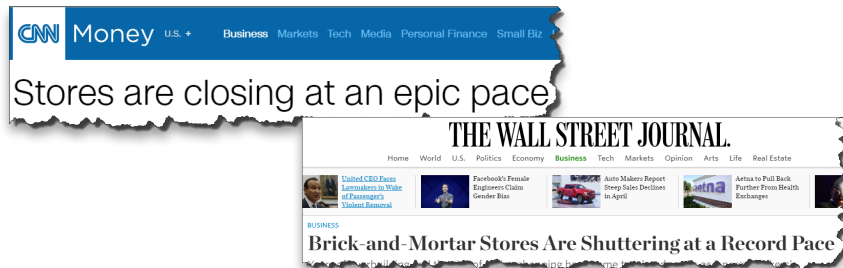 CNN Money U.S. + Business Markets Tech Media Personal Finance Small Biz
Stores are closing at an epic pace
THE WALL STREET JOURNAL.
Home World U.S. Politics Economy Business Tech Markets Opinion Arts Life Real Estate
United CEO Faces
Lawmakers in Wake
of Passenger's
Violent Removal
Facebook's Female
Engineers Claim
Gender Bias
Auto Makers Report
Steep Sales Declines
in April
aetna
Aetna to Pull Back
Further From Health
Exchanges
BUSINESS
Brick-and-Mortar Stores Are Shuttering at a Record Pace